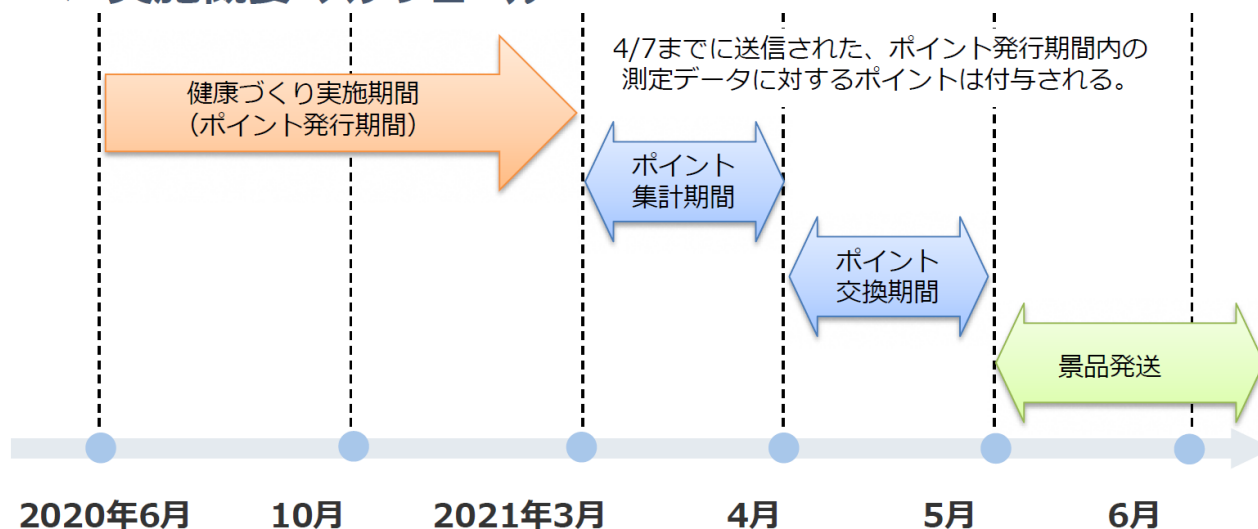 4/7までに送信された、ポイント発行期間内の
測定データに対するポイントは付与される。
健康づくり実施期間
（ポイント発行期間）
ポイント
集計期間
ポイント
交換期間
景品発送
2020年6月
10月
2021年3月
4月
5月
6月